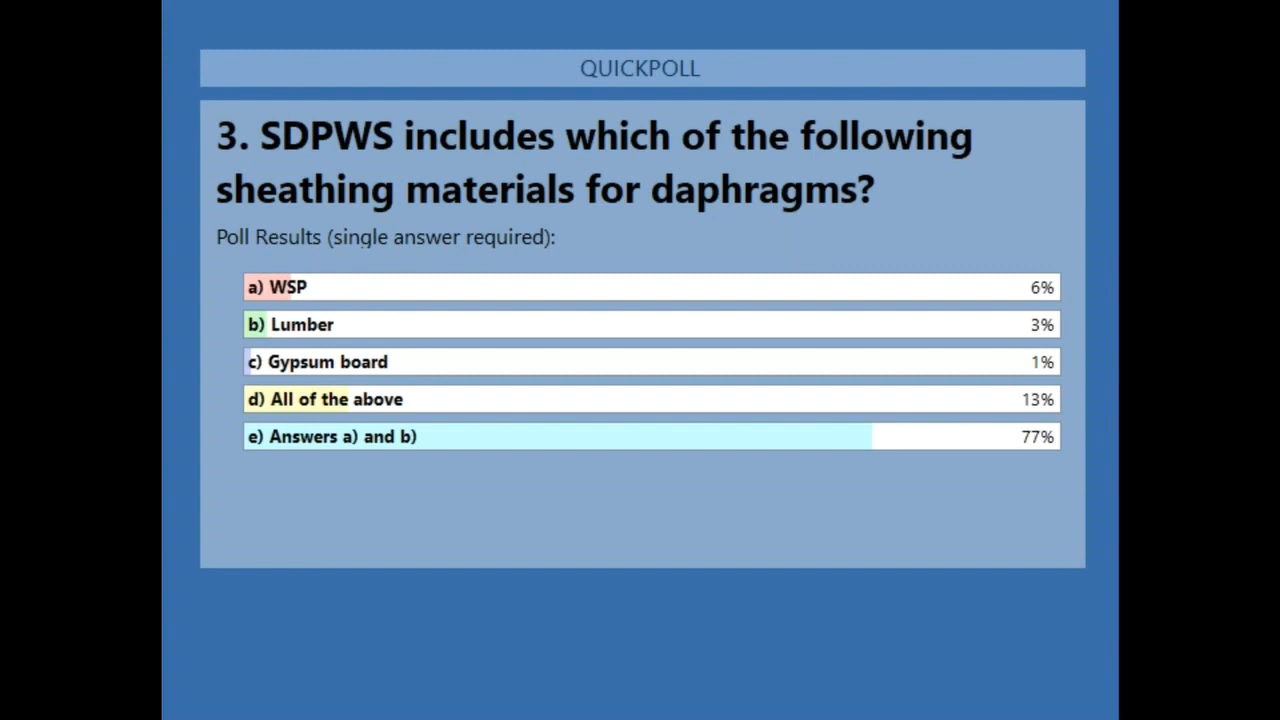 QUICKPOLL
3. SDPWS includes which of the following
sheathing materials for daphragms?
Poll Results (single answer required):
a) WSP 6%
b) Lumber 3%
c) Gypsum board 1%
d) All of the above 13%
e) Answers a) and b) 77%